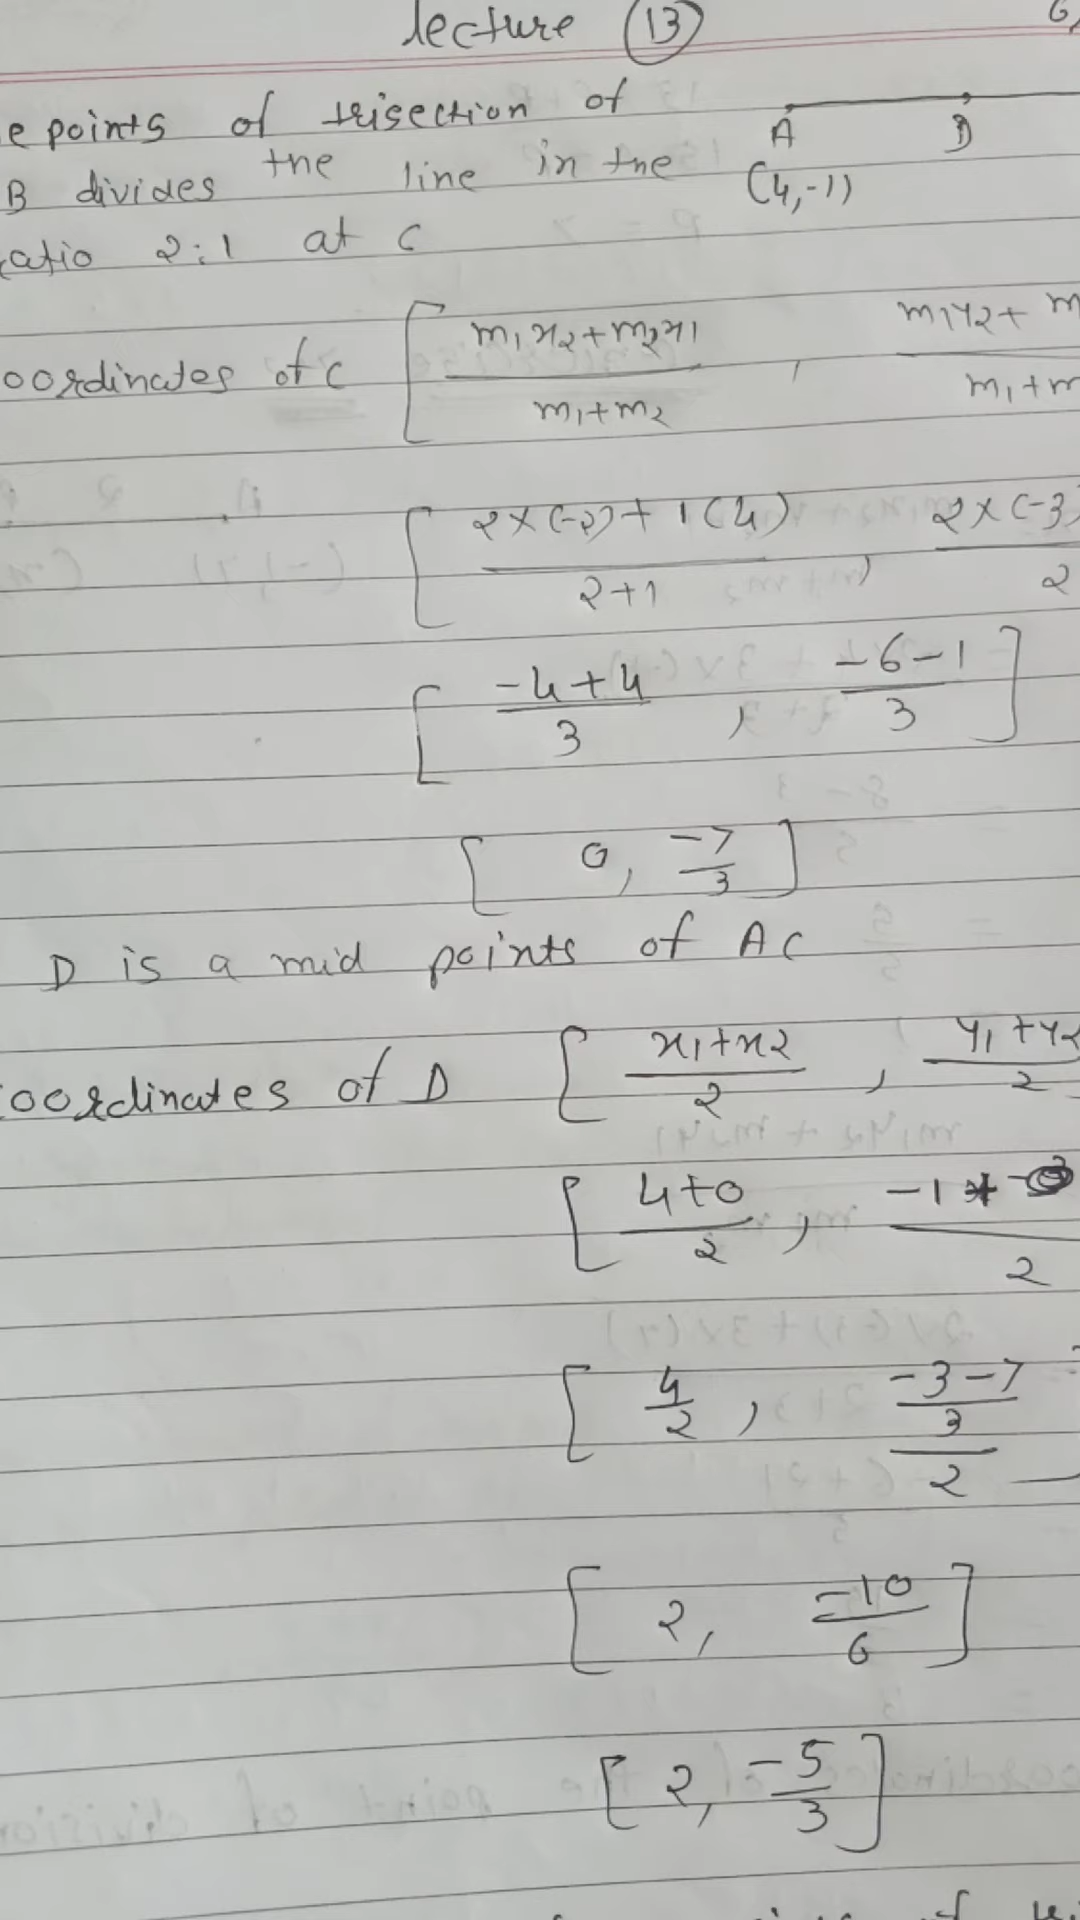 lecture (13)
e points of trisection of
A D
B divides the line in the
(4,-1)
ratio 2:1 at C
oordinates of C [ m₁x₂+m₂x₁ / m₁+m₂ , m₁y₂+ m / m₁+m
[ 2×(-2)+1(4) / 2+1 , 2×(-3) / 2
[ -4+4 / 3 , -6-1 / 3 ]
[ 0, -7/3 ]
D is a mid points of AC
coordinates of D [ x₁+x₂ / 2 , y₁+y₂ / 2
[ 4+0 / 2 , -1 + / 2
[ 4/2 , -3-7 / 3 / 2
[ 2, -10/6 ]
[ 2, -5/3 ]
of